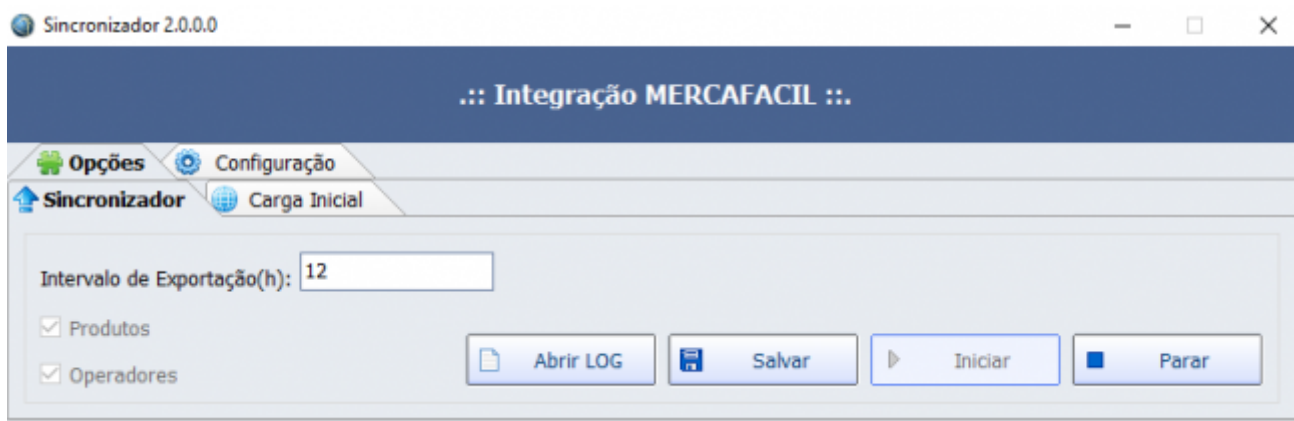 Sincronizador 2.0.0.0
.:: Integração MERCAFACIL ::.
Opções Configuração
Sincronizador Carga Inicial
Intervalo de Exportação(h): 12
Produtos
Operadores
Abrir LOG Salvar Iniciar Parar